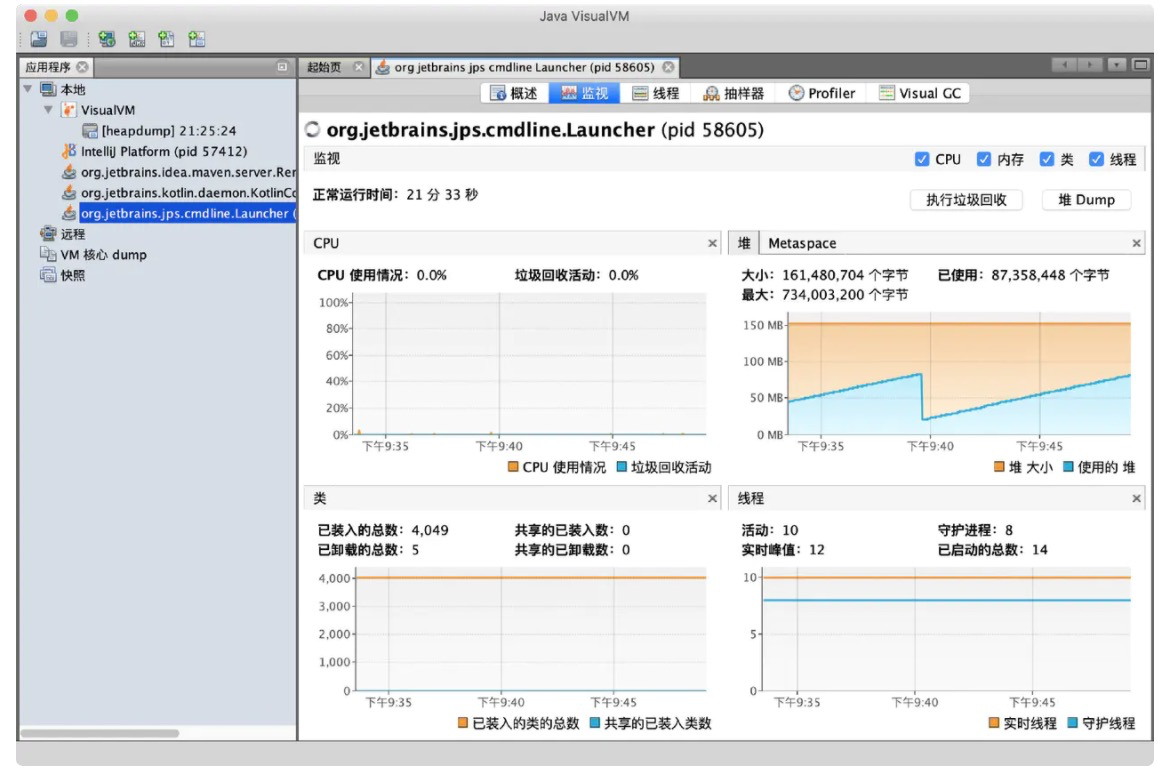 Java VisualVM
应用程序
起始页
org jetbrains jps cmdline Launcher (pid 58605)
本地
VisualVM
[heapdump] 21:25:24
IntelliJ Platform (pid 57412)
org.jetbrains.idea.maven.server.Rer
org.jetbrains.kotlin.daemon.KotlinCo
org.jetbrains.jps.cmdline.Launcher (
远程
VM 核心 dump
快照
概述 监视 线程 抽样器 Profiler Visual GC
org.jetbrains.jps.cmdline.Launcher (pid 58605)
监视
CPU 内存 类 线程
正常运行时间: 21 分 33 秒
执行垃圾回收 堆 Dump
CPU
CPU 使用情况: 0.0% 垃圾回收活动: 0.0%
100%
80%
60%
40%
20%
0%
下午9:35 下午9:40 下午9:45
CPU 使用情况 垃圾回收活动
堆 Metaspace
大小: 161,480,704 个字节 已使用: 87,358,448 个字节
最大: 734,003,200 个字节
150 MB
100 MB
50 MB
0 MB
下午9:35 下午9:40 下午9:45
堆 大小 使用的 堆
类
已装入的总数: 4,049 共享的已装入数: 0
已卸载的总数: 5 共享的已卸载数: 0
4,000
3,000
2,000
1,000
0
下午9:35 下午9:40 下午9:45
已装入的类的总数 共享的已装入类数
线程
活动: 10 守护进程: 8
实时峰值: 12 已启动的总数: 14
10
5
0
下午9:35 下午9:40 下午9:45
实时线程 守护线程